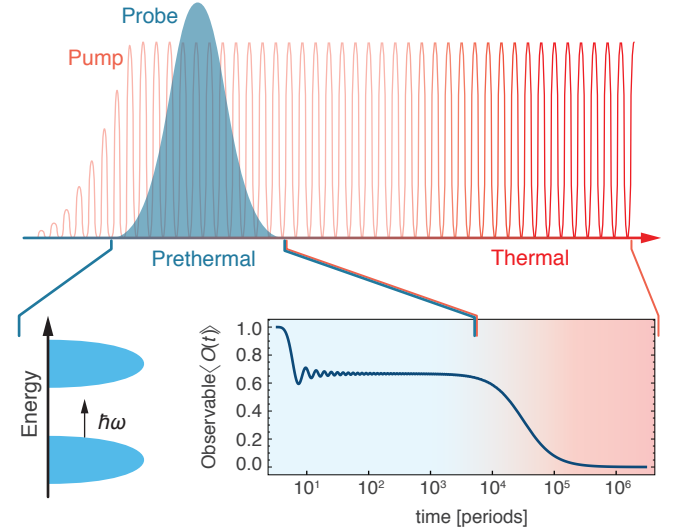 Probe
Pump
Prethermal
Thermal
Energy
ħω
Observable⟨O(t)⟩
1.0
0.8
0.6
0.4
0.2
0.0
10¹
10²
10³
10⁴
10⁵
10⁶
time [periods]